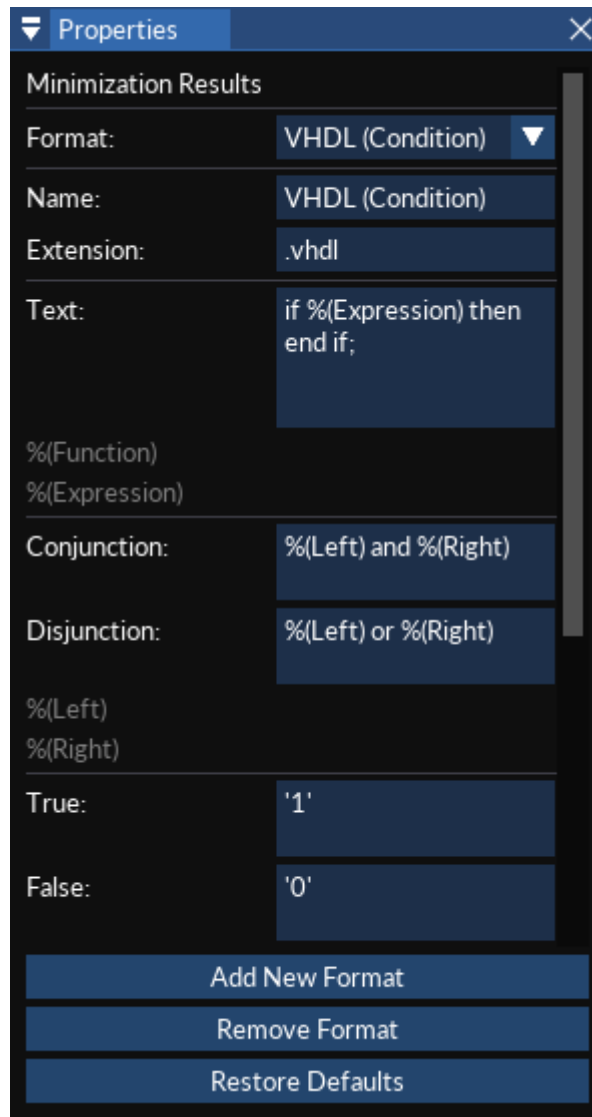 Properties
Minimization Results
Format: VHDL (Condition)
Name: VHDL (Condition)
Extension: .vhdl
Text: if %(Expression) then
end if;
%(Function)
%(Expression)
Conjunction: %(Left) and %(Right)
Disjunction: %(Left) or %(Right)
%(Left)
%(Right)
True: '1'
False: '0'
Add New Format
Remove Format
Restore Defaults